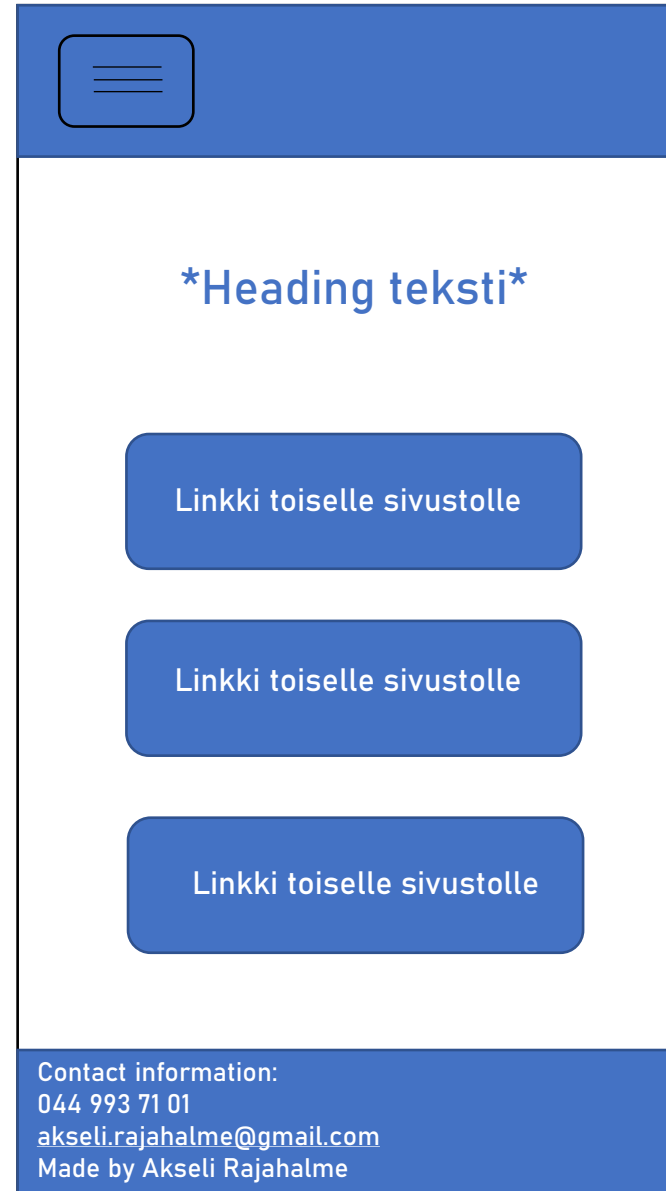 *Heading teksti*
Linkki toiselle sivustolle
Linkki toiselle sivustolle
Linkki toiselle sivustolle
Contact information:
044 993 71 01
akseli.rajahalme@gmail.com
Made by Akseli Rajahalme